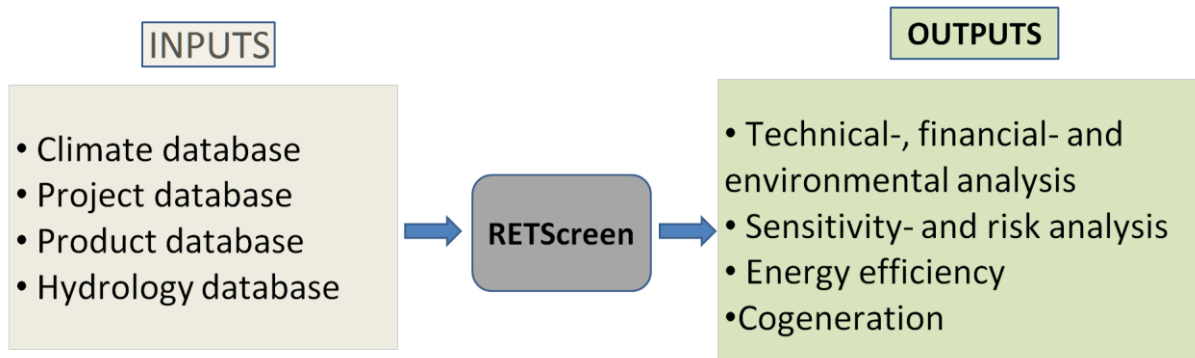 INPUTS
• Climate database
• Project database
• Product database
• Hydrology database
RETScreen
OUTPUTS
• Technical-, financial- and
environmental analysis
• Sensitivity- and risk analysis
• Energy efficiency
•Cogeneration